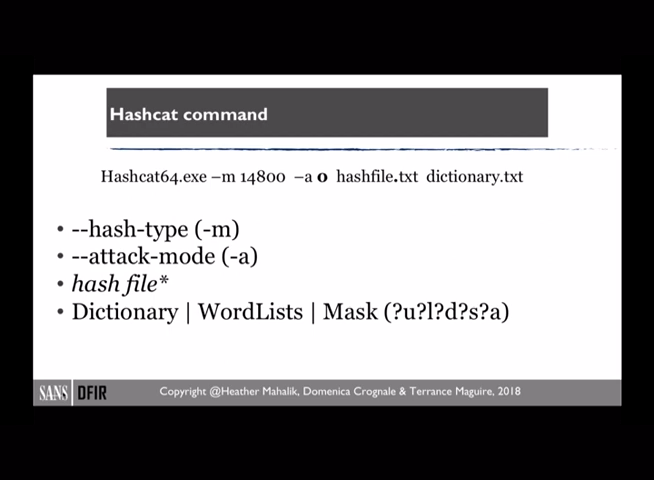 Hashcat command
Hashcat64.exe –m 14800 –a 0 hashfile.txt dictionary.txt
• --hash-type (-m)
• --attack-mode (-a)
• hash file*
• Dictionary | WordLists | Mask (?u?l?d?s?a)
SANS DFIR
Copyright @Heather Mahalik, Domenica Crognale & Terrance Maguire, 2018